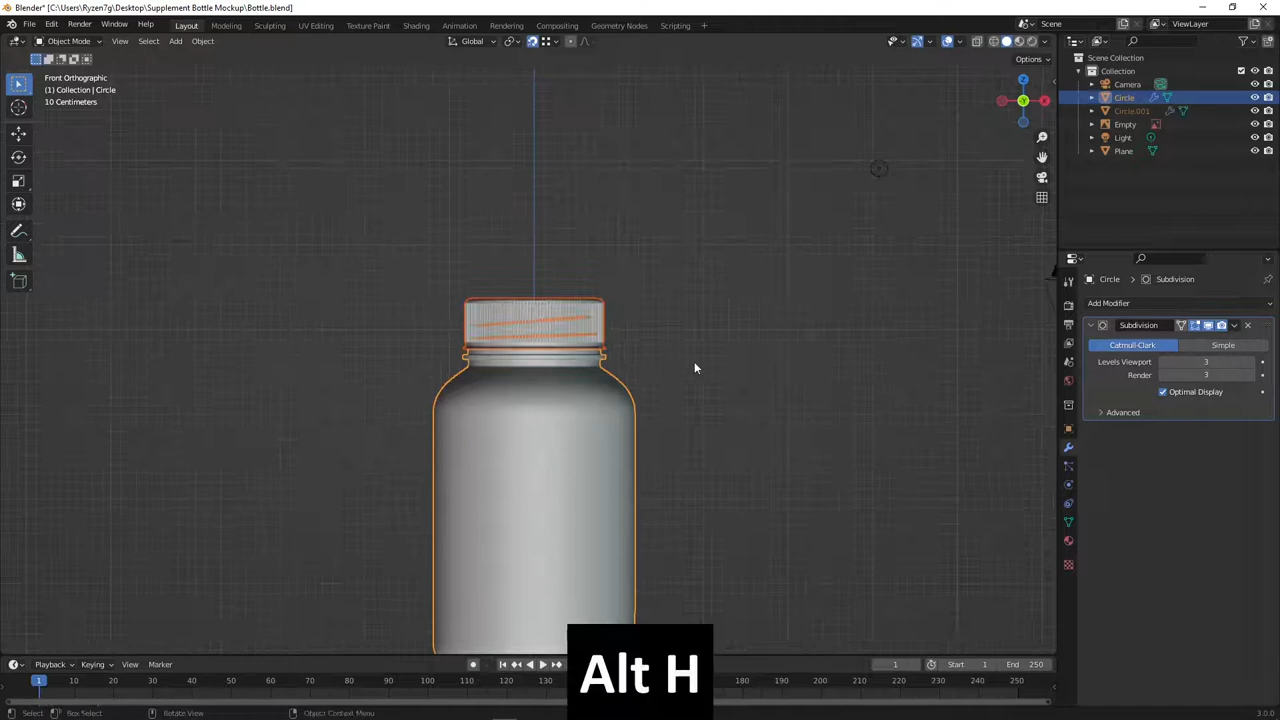 Blender* [C:\Users\Ryzen7g\Desktop\Supplement Bottle Mockup\Bottle.blend]
File Edit Render Window Help Layout Modeling Sculpting UV Editing Texture Paint Shading Animation Rendering Compositing Geometry Nodes Scripting Scene ViewLayer
Object Mode View Select Add Object Global
Options
Front Orthographic
(1) Collection | Circle
10 Centimeters
Z
Y
X
Scene Collection
Collection
Camera
Circle
Circle.001
Empty
Light
Plane
Circle Subdivision
Add Modifier
Subdivision
Catmull-Clark Simple
Levels Viewport 3
Render 3
Optimal Display
Advanced
Alt H
Playback Keying View Marker 1 Start 1 End 250
1 10 20 30 40 50 60 70 80 90 100 110 120 130 180 190 200 210 220 230 240 250
Select Box Select Rotate View Object Context Menu 3.0.0